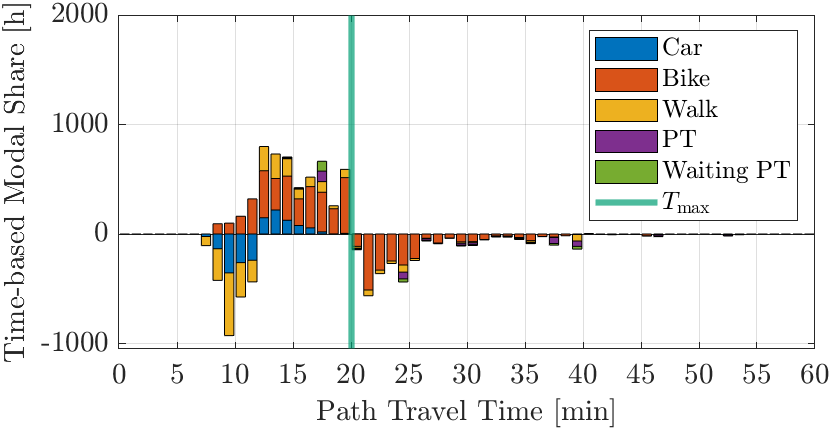 2000
1000
0
-1000
Time-based Modal Share [h]
Car
Bike
Walk
PT
Waiting PT
T_max
0 5 10 15 20 25 30 35 40 45 50 55 60
Path Travel Time [min]